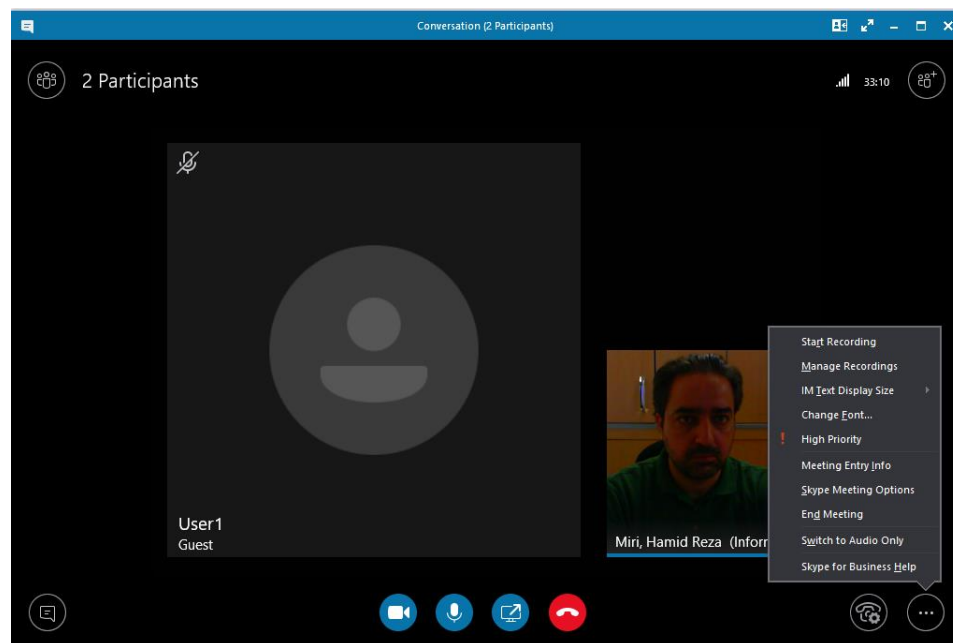 Conversation (2 Participants)
2 Participants
33:10
User1
Guest
Miri, Hamid Reza (Infor
Start Recording
Manage Recordings
IM Text Display Size
Change Font...
! High Priority
Meeting Entry Info
Skype Meeting Options
End Meeting
Switch to Audio Only
Skype for Business Help